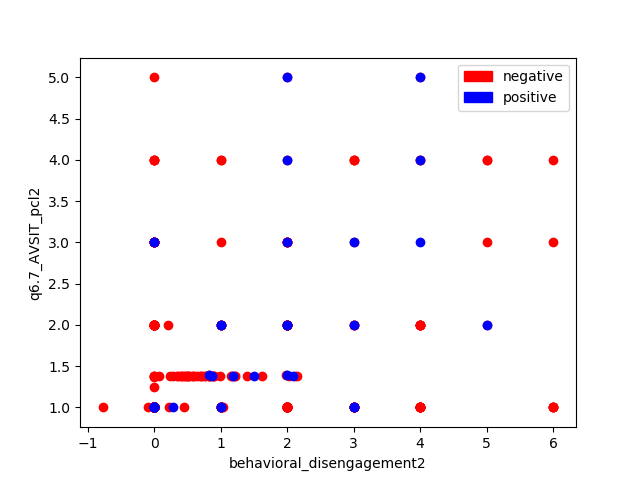 negative
positive
5.0
4.5
4.0
3.5
3.0
2.5
2.0
1.5
1.0
q6.7_AVSIT_pcl2
−1 0 1 2 3 4 5 6
behavioral_disengagement2